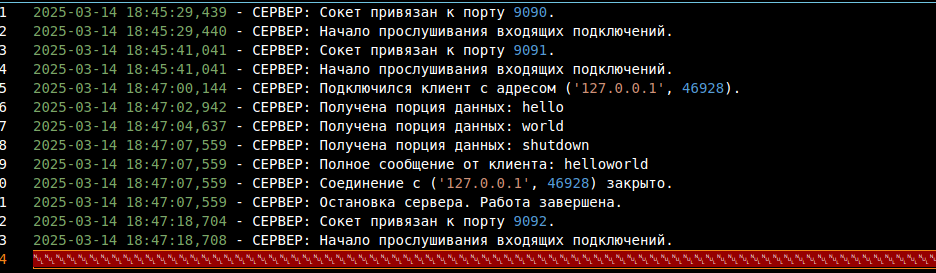 1 2025-03-14 18:45:29,439 - СЕРВЕР: Сокет привязан к порту 9090.
2 2025-03-14 18:45:29,440 - СЕРВЕР: Начало прослушивания входящих подключений.
3 2025-03-14 18:45:41,041 - СЕРВЕР: Сокет привязан к порту 9091.
4 2025-03-14 18:45:41,041 - СЕРВЕР: Начало прослушивания входящих подключений.
5 2025-03-14 18:47:00,144 - СЕРВЕР: Подключился клиент с адресом ('127.0.0.1', 46928).
6 2025-03-14 18:47:02,942 - СЕРВЕР: Получена порция данных: hello
7 2025-03-14 18:47:04,637 - СЕРВЕР: Получена порция данных: world
8 2025-03-14 18:47:07,559 - СЕРВЕР: Получена порция данных: shutdown
9 2025-03-14 18:47:07,559 - СЕРВЕР: Полное сообщение от клиента: helloworld
0 2025-03-14 18:47:07,559 - СЕРВЕР: Соединение с ('127.0.0.1', 46928) закрыто.
1 2025-03-14 18:47:07,559 - СЕРВЕР: Остановка сервера. Работа завершена.
2 2025-03-14 18:47:18,704 - СЕРВЕР: Сокет привязан к порту 9092.
3 2025-03-14 18:47:18,708 - СЕРВЕР: Начало прослушивания входящих подключений.
4